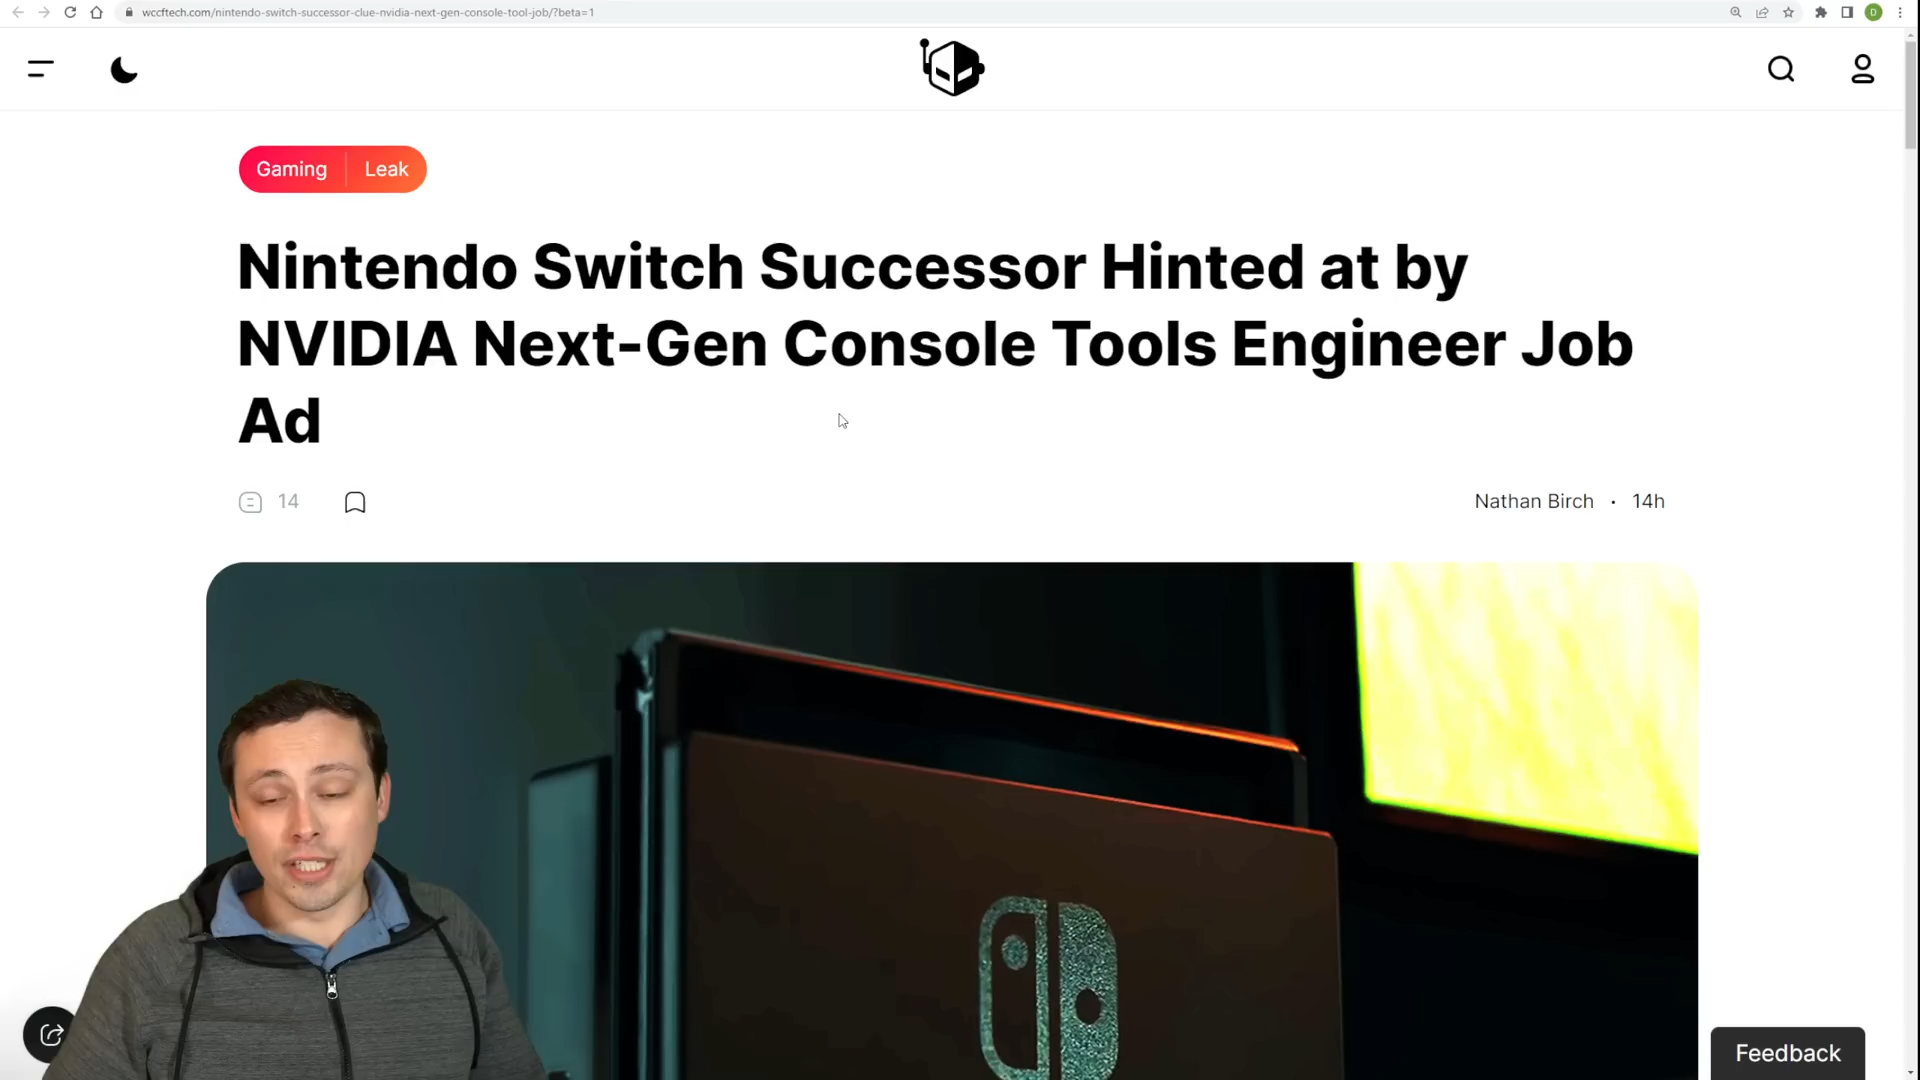 wccftech.com/nintendo-switch-successor-clue-nvidia-next-gen-console-tool-job/?beta=1
D
Gaming
Leak
Nintendo Switch Successor Hinted at by
NVIDIA Next-Gen Console Tools Engineer Job
Ad
14
Nathan Birch • 14h
Feedback